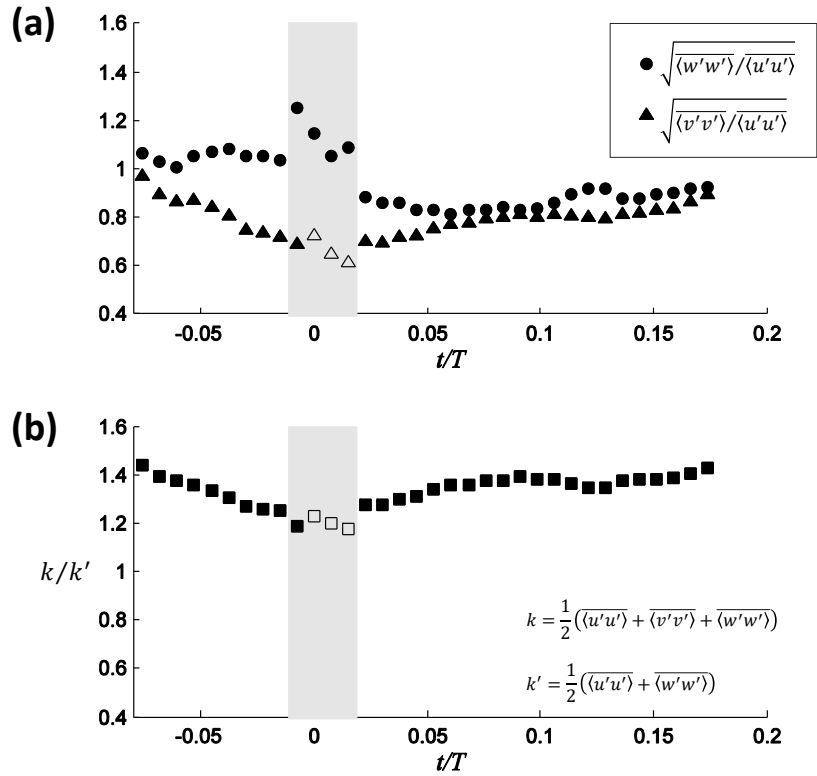 (a)
1.6
1.4
1.2
1
0.8
0.6
0.4
-0.05
0
0.05
0.1
0.15
0.2
t/T
√⟨w′w′⟩/⟨u′u′⟩
√⟨v′v′⟩/⟨u′u′⟩
(b)
1.6
1.4
1.2
1
0.8
0.6
0.4
k/k′
k = 1/2 (⟨u′u′⟩ + ⟨v′v′⟩ + ⟨w′w′⟩)
k′ = 1/2 (⟨u′u′⟩ + ⟨w′w′⟩)
-0.05
0
0.05
0.1
0.15
0.2
t/T